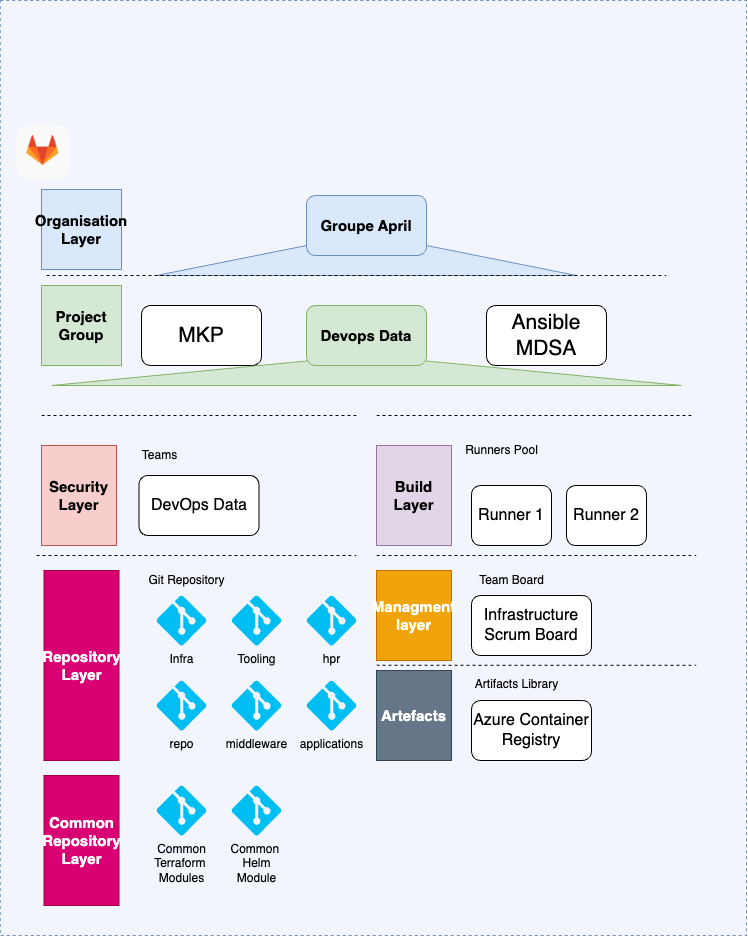 Organisation
Layer
Groupe April
Project
Group
MKP
Devops Data
Ansible
MDSA
Security
Layer
Teams
DevOps Data
Build
Layer
Runners Pool
Runner 1
Runner 2
Repository
Layer
Git Repository
Infra
Tooling
hpr
repo
middleware
applications
Managment
layer
Team Board
Infrastructure
Scrum Board
Artefacts
Artifacts Library
Azure Container
Registry
Common
Repository
Layer
Common
Terraform
Modules
Common
Helm
Module